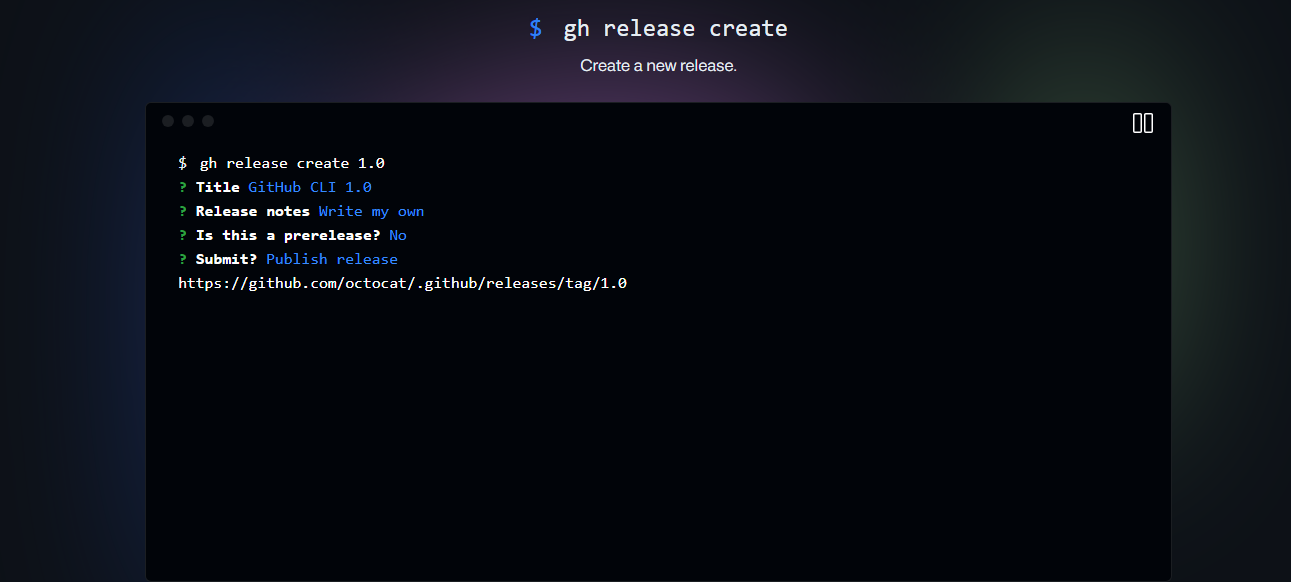 $ gh release create
Create a new release.
$ gh release create 1.0
? Title GitHub CLI 1.0
? Release notes Write my own
? Is this a prerelease? No
? Submit? Publish release
https://github.com/octocat/.github/releases/tag/1.0